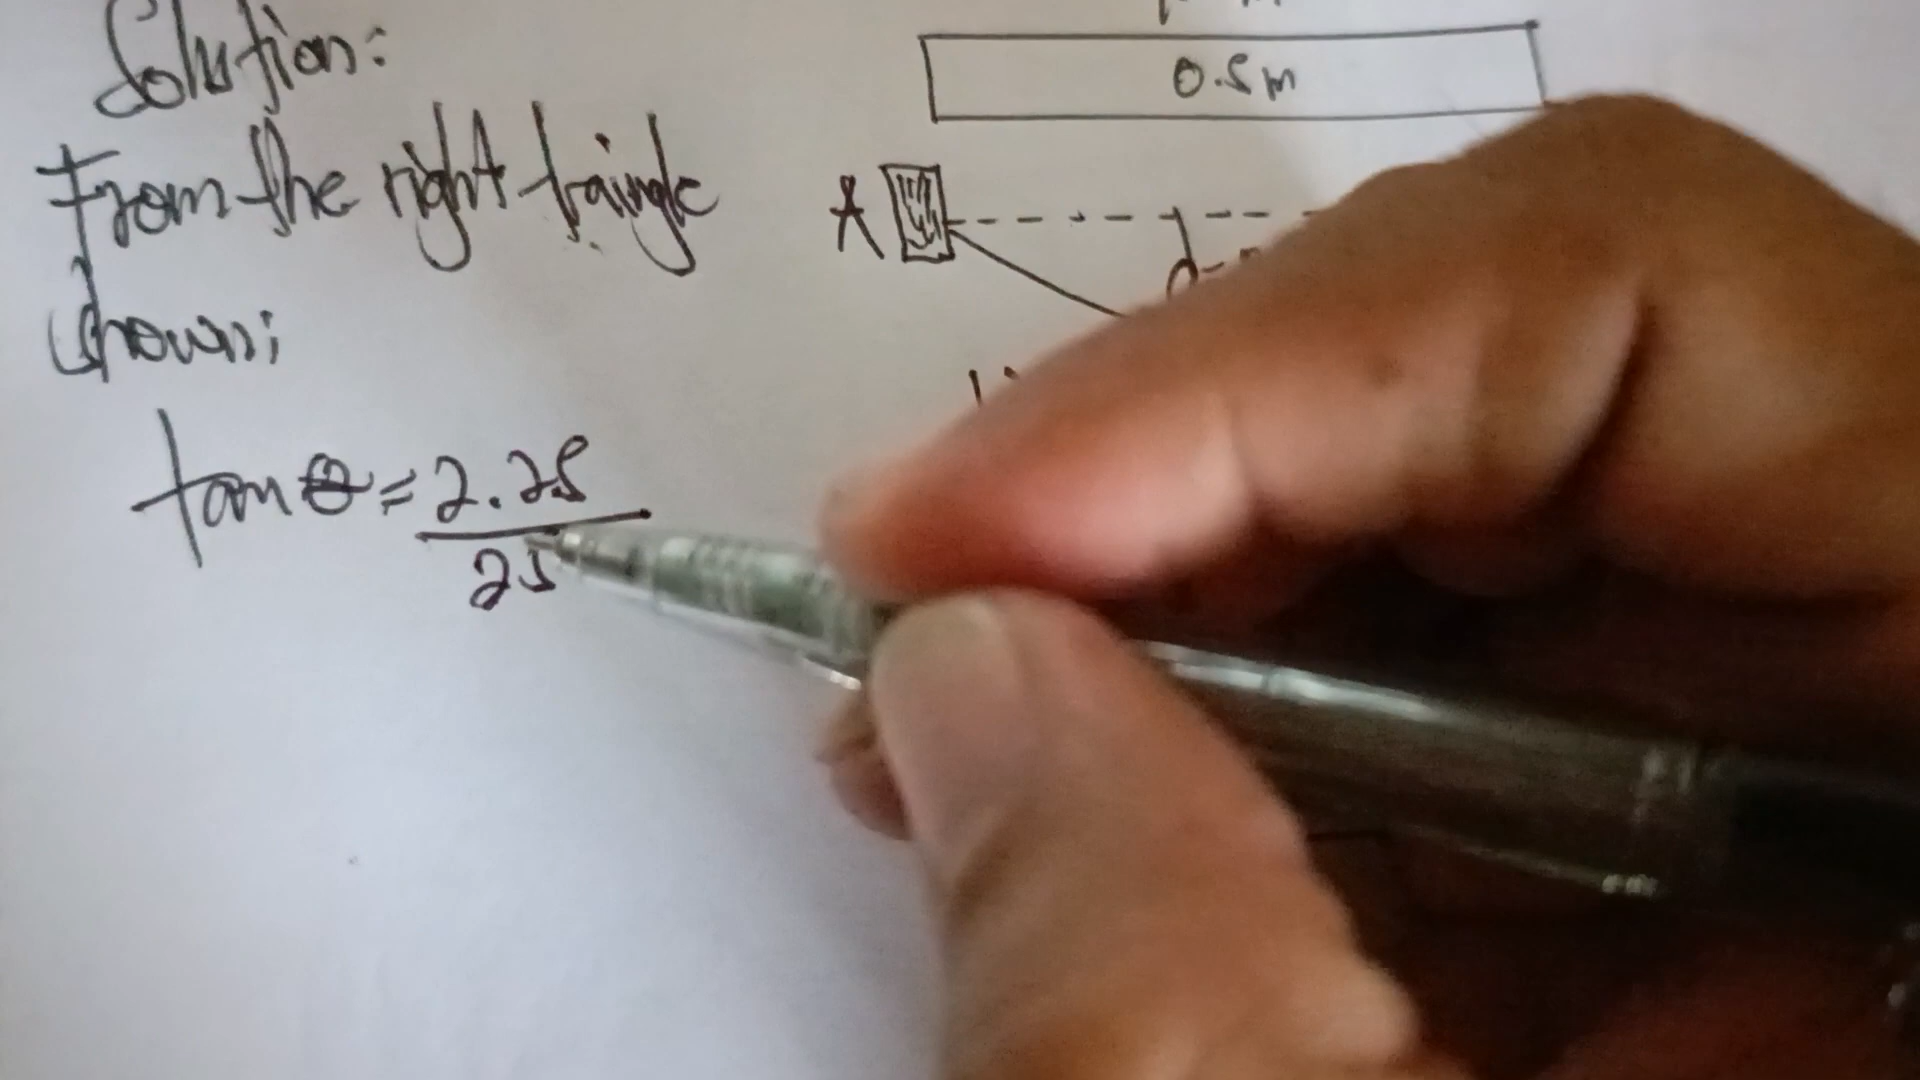 Solution:
From the right traingle
shown;
tan θ = 2.25
25
0.5m
A